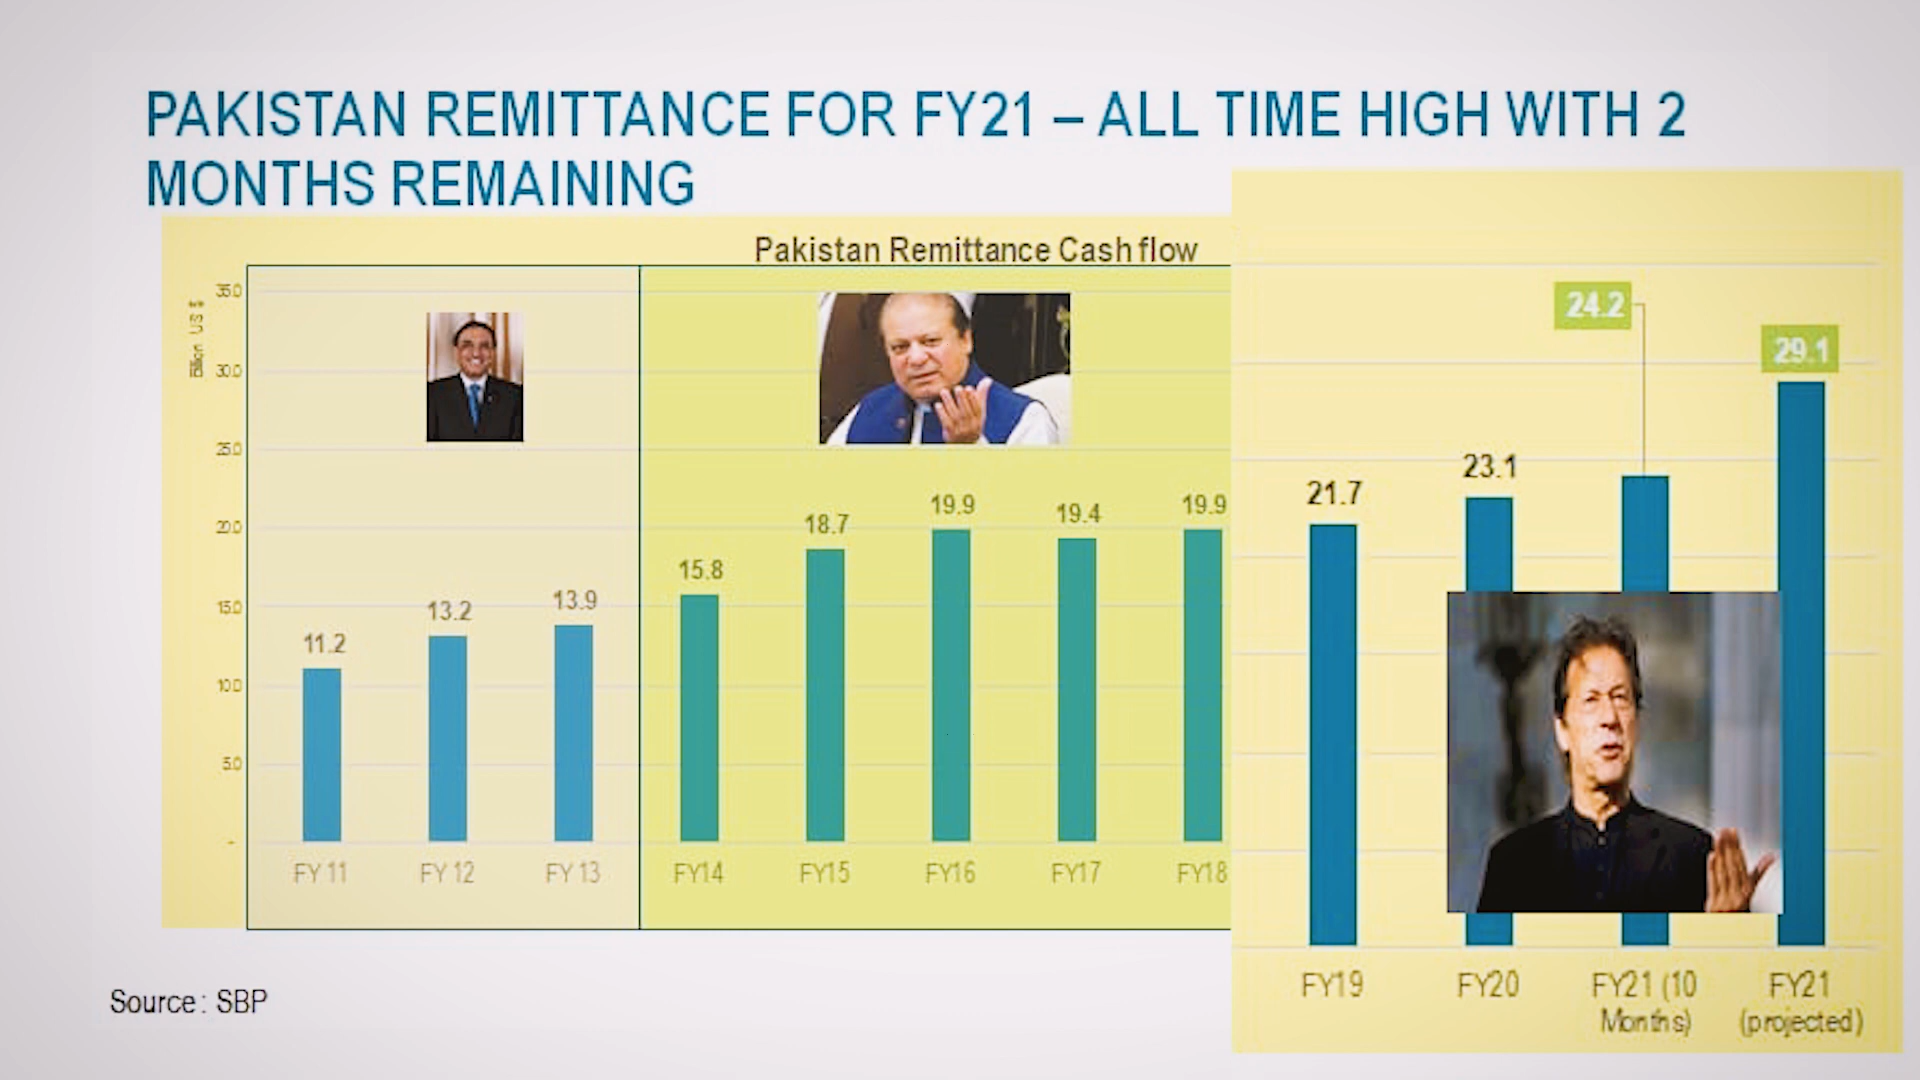 PAKISTAN REMITTANCE FOR FY21 – ALL TIME HIGH WITH 2
MONTHS REMAINING
Pakistan Remittance Cash flow
Billion US $
35.0
30.0
25.0
20.0
15.0
10.0
5.0
-
11.2
13.2
13.9
15.8
18.7
19.9
19.4
19.9
21.7
23.1
24.2
29.1
FY 11
FY 12
FY 13
FY14
FY15
FY16
FY17
FY18
FY19
FY20
FY21 (10
Months)
FY21
(projected)
Source : SBP